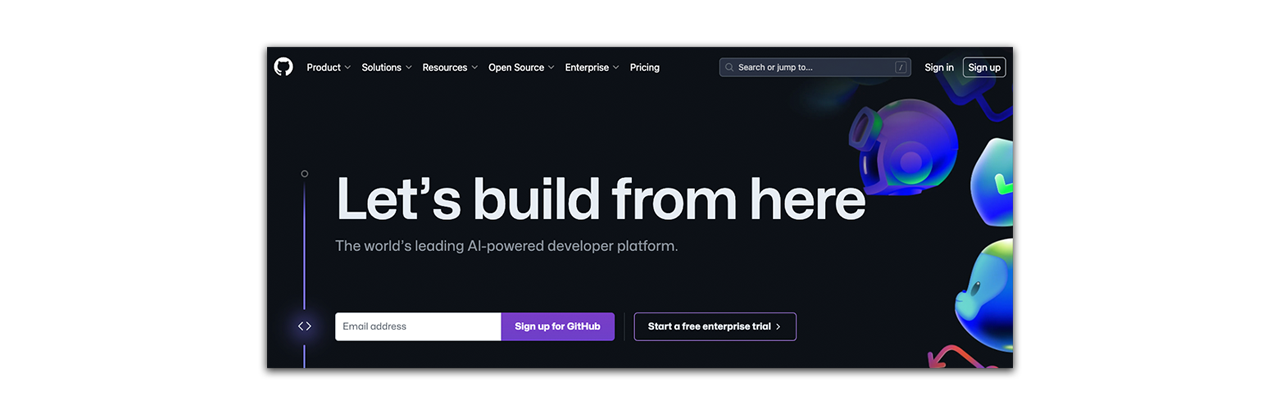 Product Solutions Resources Open Source Enterprise Pricing Search or jump to... / Sign in Sign up
Let’s build from here
The world’s leading AI-powered developer platform.
Email address Sign up for GitHub Start a free enterprise trial